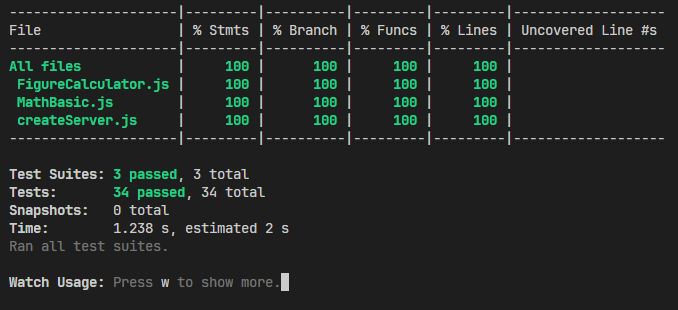 ---------------------|---------|----------|---------|---------|-------------------
File                 | % Stmts | % Branch | % Funcs | % Lines | Uncovered Line #s
---------------------|---------|----------|---------|---------|-------------------
All files            |     100 |      100 |     100 |     100 |
 FigureCalculator.js |     100 |      100 |     100 |     100 |
 MathBasic.js        |     100 |      100 |     100 |     100 |
 createServer.js     |     100 |      100 |     100 |     100 |
---------------------|---------|----------|---------|---------|-------------------
Test Suites: 3 passed, 3 total
Tests:       34 passed, 34 total
Snapshots:   0 total
Time:        1.238 s, estimated 2 s
Ran all test suites.
Watch Usage: Press w to show more.